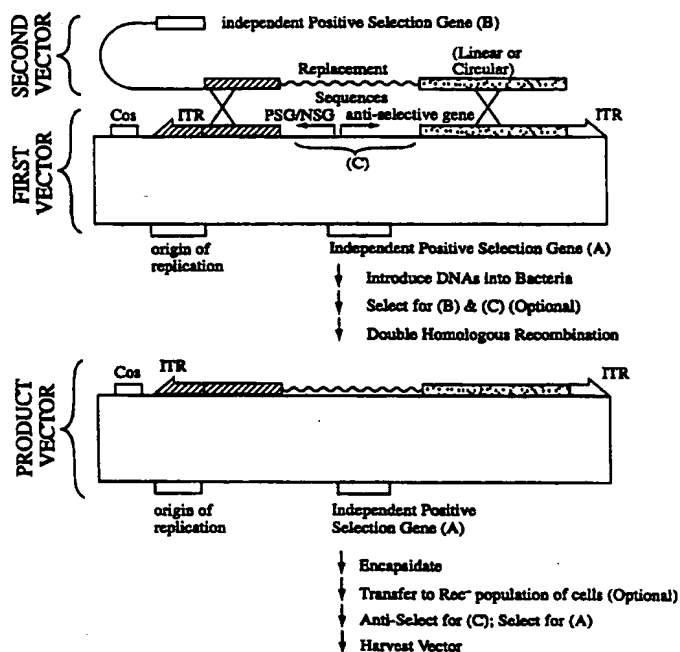 SECOND VECTOR
independent Positive Selection Gene (B)
Replacement
Sequences
(Linear or
Circular)
FIRST VECTOR
Cos
ITR
PSG/NSG
anti-selective gene
ITR
(C)
origin of
replication
Independent Positive Selection Gene (A)
Introduce DNAs into Bacteria
Select for (B) & (C) (Optional)
Double Homologous Recombination
PRODUCT VECTOR
Cos
ITR
ITR
origin of
replication
Independent Positive
Selection Gene (A)
Encapsidate
Transfer to Rec⁻ population of cells (Optional)
Anti-Select for (C); Select for (A)
Harvest Vector